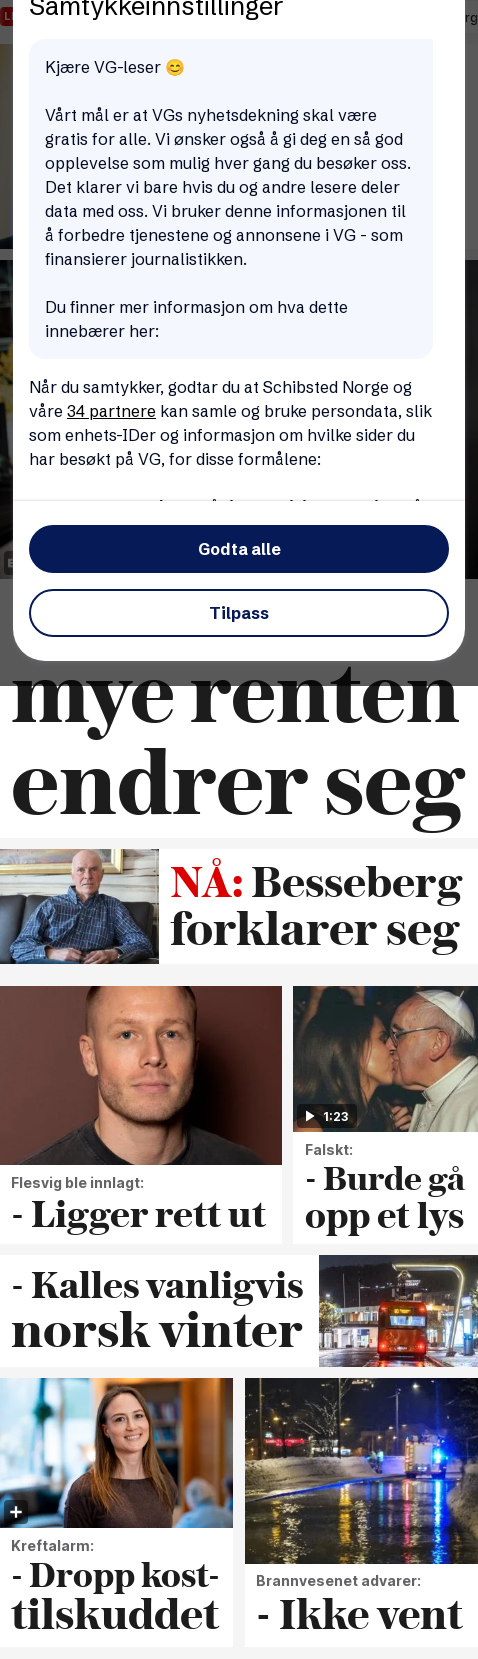 Samtykkeinnstillinger
Kjære VG-leser 😊
Vårt mål er at VGs nyhetsdekning skal være
gratis for alle. Vi ønsker også å gi deg en så god
opplevelse som mulig hver gang du besøker oss.
Det klarer vi bare hvis du og andre lesere deler
data med oss. Vi bruker denne informasjonen til
å forbedre tjenestene og annonsene i VG - som
finansierer journalistikken.
Du finner mer informasjon om hva dette
innebærer her:
Når du samtykker, godtar du at Schibsted Norge og
våre 34 partnere kan samle og bruke persondata, slik
som enhets-IDer og informasjon om hvilke sider du
har besøkt på VG, for disse formålene:
Godta alle
Tilpass
mye renten
endrer seg
NÅ: Besseberg
forklarer seg
1:23
Flesvig ble innlagt:
- Ligger rett ut
Falskt:
- Burde gå
opp et lys
- Kalles vanligvis
norsk vinter
Kreftalarm:
- Dropp kost-
tilskuddet
Brannvesenet advarer:
- Ikke vent